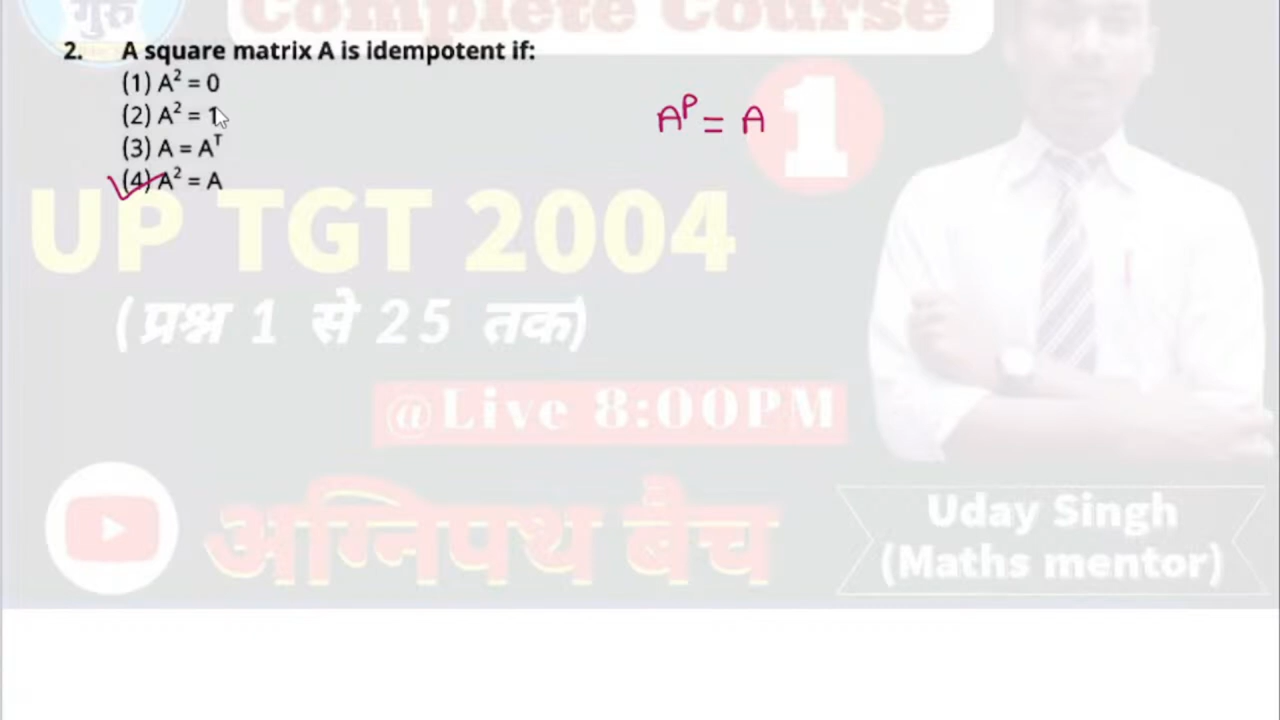 गुरु
Complete Course
2. A square matrix A is idempotent if:
(1) A² = 0
(2) A² = 1
(3) A = Aᵀ
(4) A² = A
Aᴾ = A
1
UP TGT 2004
(प्रश्न 1 से 25 तक)
@Live 8:00PM
अग्निपथ बैच
Uday Singh
(Maths mentor)